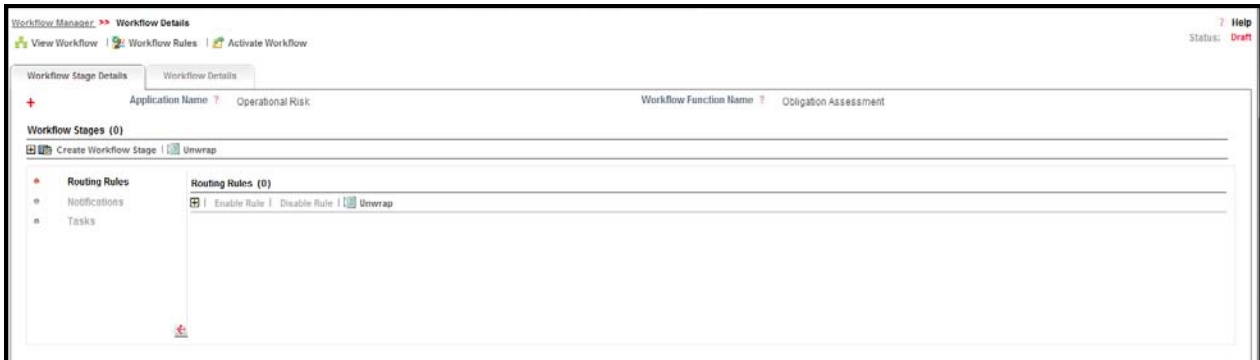 Workflow Manager >> Workflow Details
? Help
View Workflow | Workflow Rules | Activate Workflow
Status: Draft
Workflow Stage Details Workflow Details
Application Name ? Operational Risk Workflow Function Name ? Obligation Assessment
Workflow Stages (0)
Create Workflow Stage | Unwrap
Routing Rules
Notifications
Tasks
Routing Rules (0)
| Enable Rule | Disable Rule | Unwrap